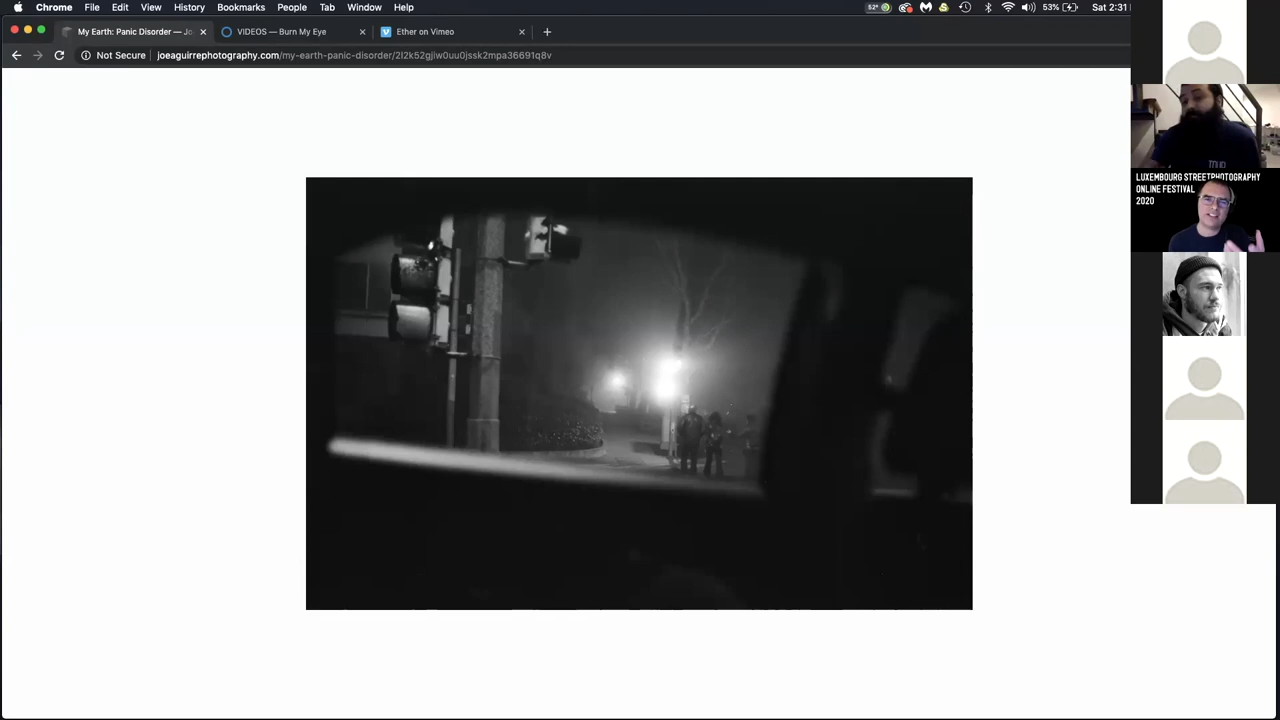 Chrome File Edit View History Bookmarks People Tab Window Help 52° 53% Sat 2:31
My Earth: Panic Disorder — Jo VIDEOS — Burn My Eye Ether on Vimeo
Not Secure joeaguirrephotography.com/my-earth-panic-disorder/2l2k52gjiw0uu0jssk2mpa36691q8v
LUXEMBOURG STREETPHOTOGRAPHY
ONLINE FESTIVAL
2020